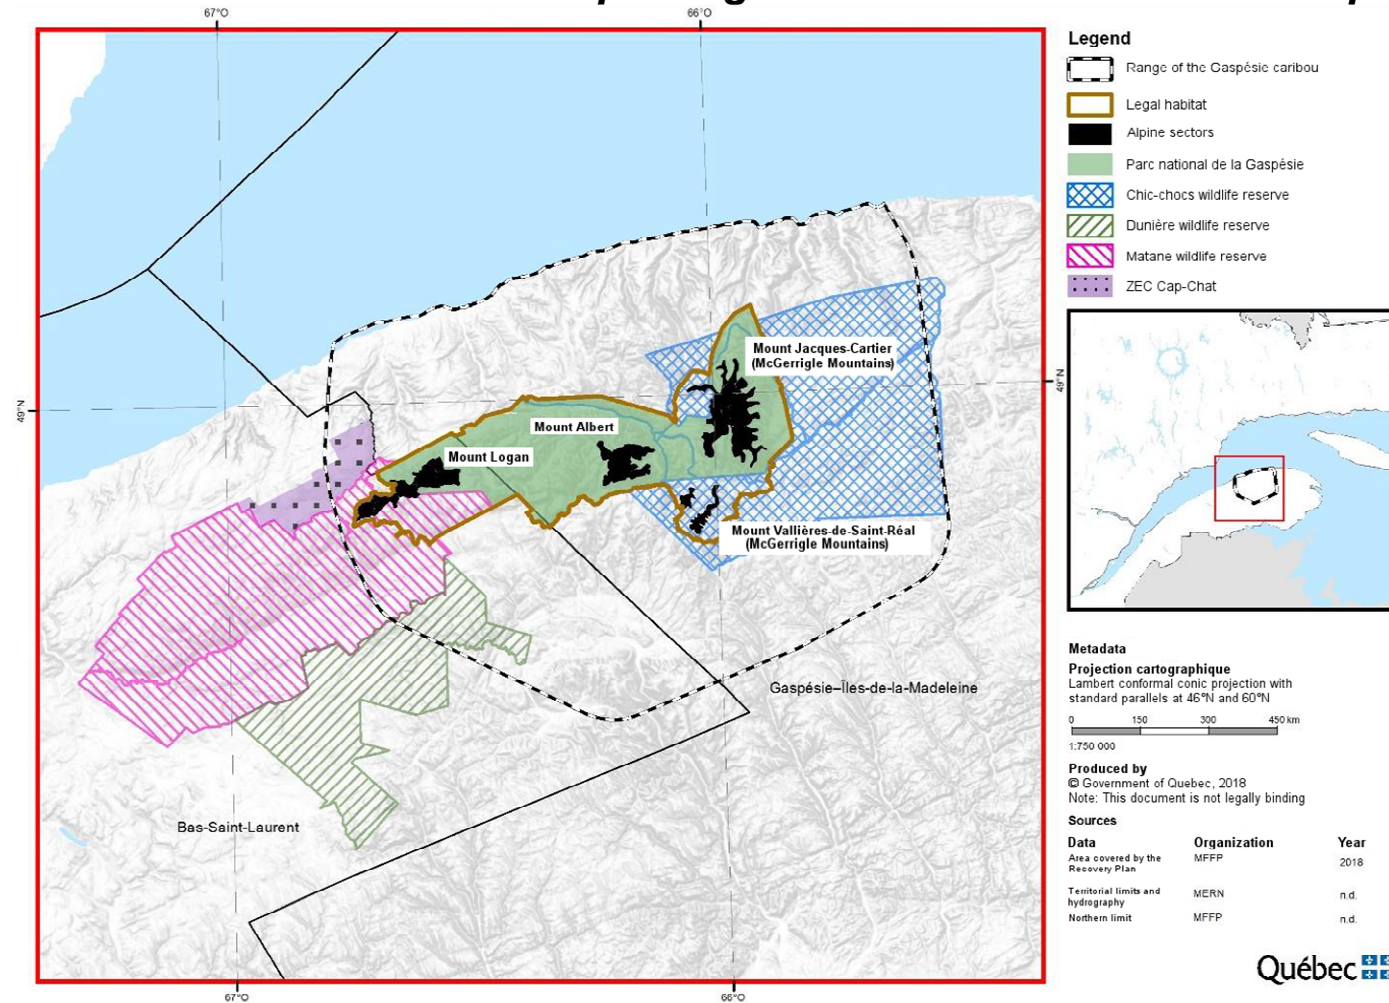 67°O
66°O
49°N
49°N
67°O
66°O
Mount Jacques-Cartier
(McGerrigle Mountains)
Mount Albert
Mount Logan
Mount Vallières-de-Saint-Réal
(McGerrigle Mountains)
Gaspésie–Îles-de-la-Madeleine
Bas-Saint-Laurent
Legend
Range of the Gaspésie caribou
Legal habitat
Alpine sectors
Parc national de la Gaspésie
Chic-chocs wildlife reserve
Dunière wildlife reserve
Matane wildlife reserve
ZEC Cap-Chat
Metadata
Projection cartographique
Lambert conformal conic projection with
standard parallels at 46°N and 60°N
0 150 300 450 km
1:750 000
Produced by
© Government of Quebec, 2018
Note: This document is not legally binding
Sources
Data Organization Year
Area covered by the
Recovery Plan MFFP 2018
Territorial limits and
hydrography MERN n.d.
Northern limit MFFP n.d.
Québec